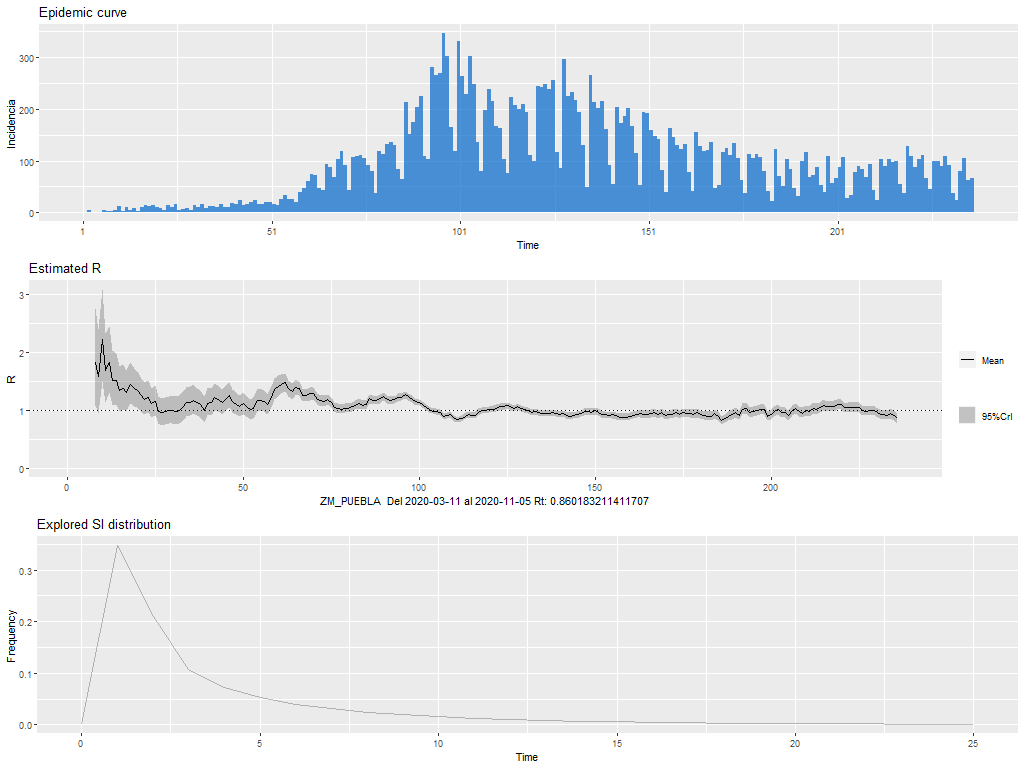 Epidemic curve
300
200
100
0
Incidencia
1 51 101 151 201
Time
Estimated R
3
2
1
0
R
Mean
95%CrI
0 50 100 150 200
ZM_PUEBLA Del 2020-03-11 al 2020-11-05 Rt: 0.860183211411707
Explored SI distribution
0.3
0.2
0.1
0.0
Frequency
0 5 10 15 20 25
Time